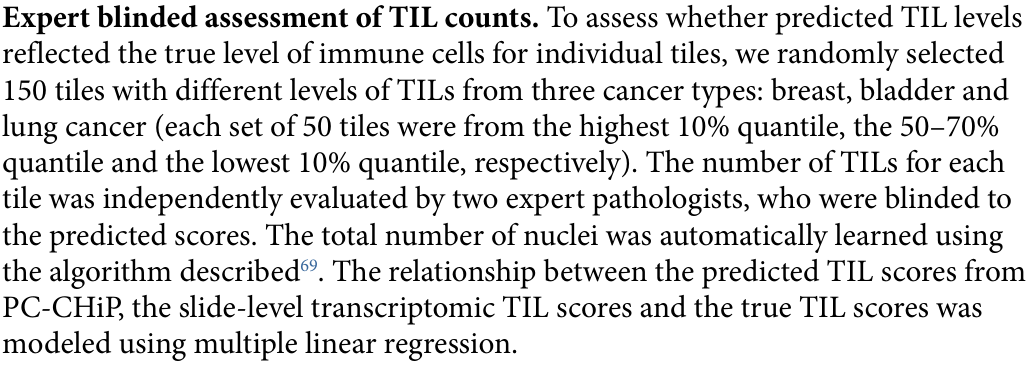 Expert blinded assessment of TIL counts. To assess whether predicted TIL levels
reflected the true level of immune cells for individual tiles, we randomly selected
150 tiles with different levels of TILs from three cancer types: breast, bladder and
lung cancer (each set of 50 tiles were from the highest 10% quantile, the 50–70%
quantile and the lowest 10% quantile, respectively). The number of TILs for each
tile was independently evaluated by two expert pathologists, who were blinded to
the predicted scores. The total number of nuclei was automatically learned using
the algorithm described69. The relationship between the predicted TIL scores from
PC-CHiP, the slide-level transcriptomic TIL scores and the true TIL scores was
modeled using multiple linear regression.